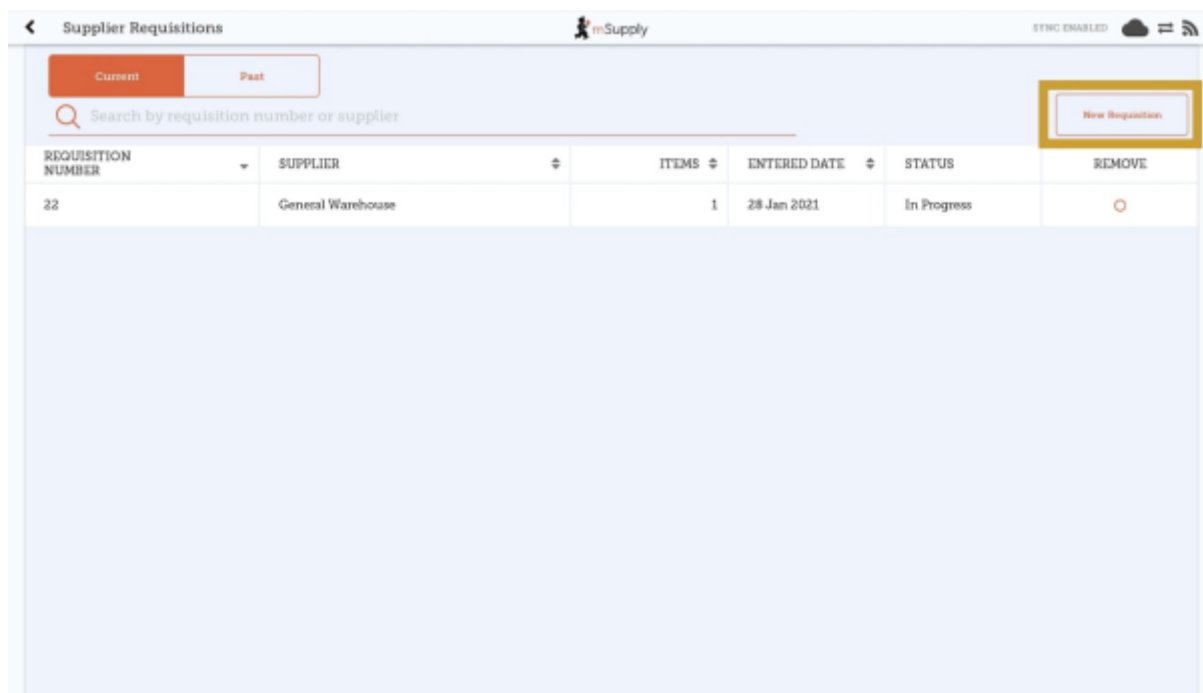 Supplier Requisitions
mSupply
SYNC ENABLED
Current
Past
Search by requisition number or supplier
New Requisition
REQUISITION
NUMBER
SUPPLIER
ITEMS
ENTERED DATE
STATUS
REMOVE
22
General Warehouse
1
28 Jan 2021
In Progress